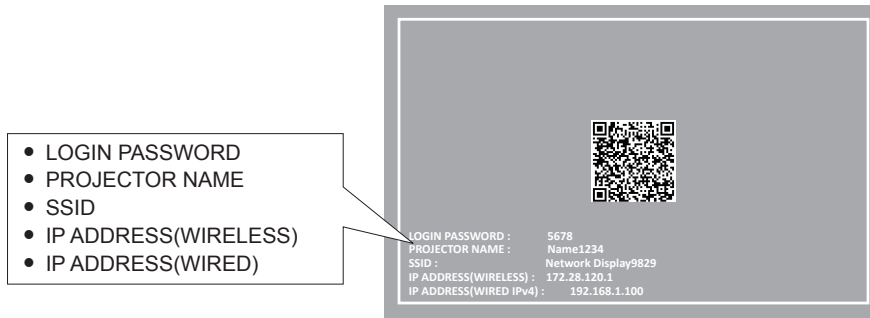 • LOGIN PASSWORD
• PROJECTOR NAME
• SSID
• IP ADDRESS(WIRELESS)
• IP ADDRESS(WIRED)
LOGIN PASSWORD : 5678
PROJECTOR NAME : Name1234
SSID : Network Display9829
IP ADDRESS(WIRELESS) : 172.28.120.1
IP ADDRESS(WIRED IPv4) : 192.168.1.100